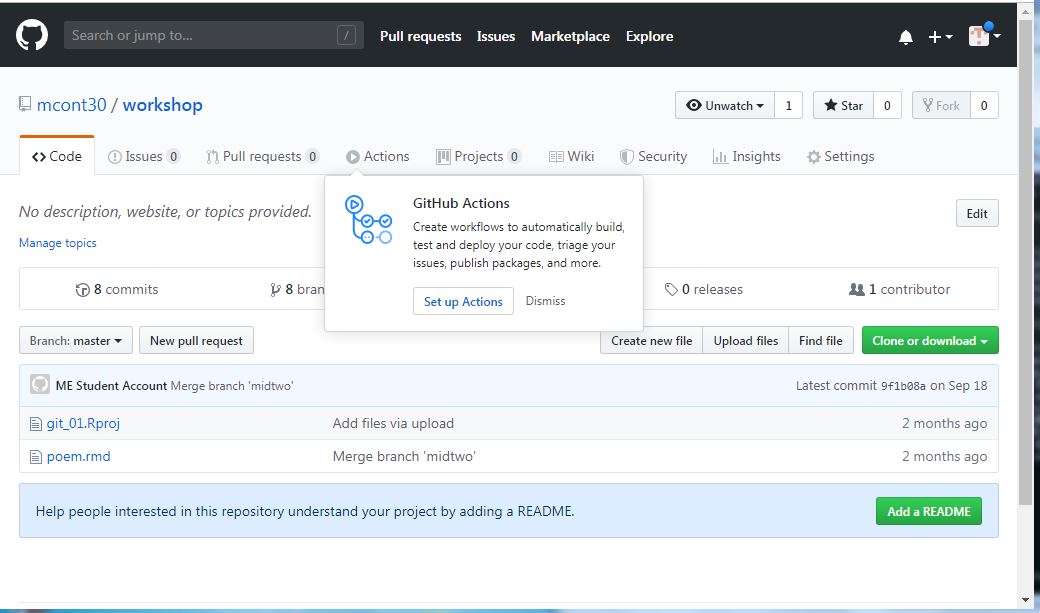 Search or jump to... / Pull requests Issues Marketplace Explore
mcont30 / workshop Unwatch 1 Star 0 Fork 0
Code Issues 0 Pull requests 0 Actions Projects 0 Wiki Security Insights Settings
No description, website, or topics provided. Edit
Manage topics
GitHub Actions
Create workflows to automatically build,
test and deploy your code, triage your
issues, publish packages, and more.
Set up Actions Dismiss
8 commits 8 bran 0 releases 1 contributor
Branch: master New pull request Create new file Upload files Find file Clone or download
ME Student Account Merge branch 'midtwo' Latest commit 9f1b08a on Sep 18
git_01.Rproj Add files via upload 2 months ago
poem.rmd Merge branch 'midtwo' 2 months ago
Help people interested in this repository understand your project by adding a README. Add a README